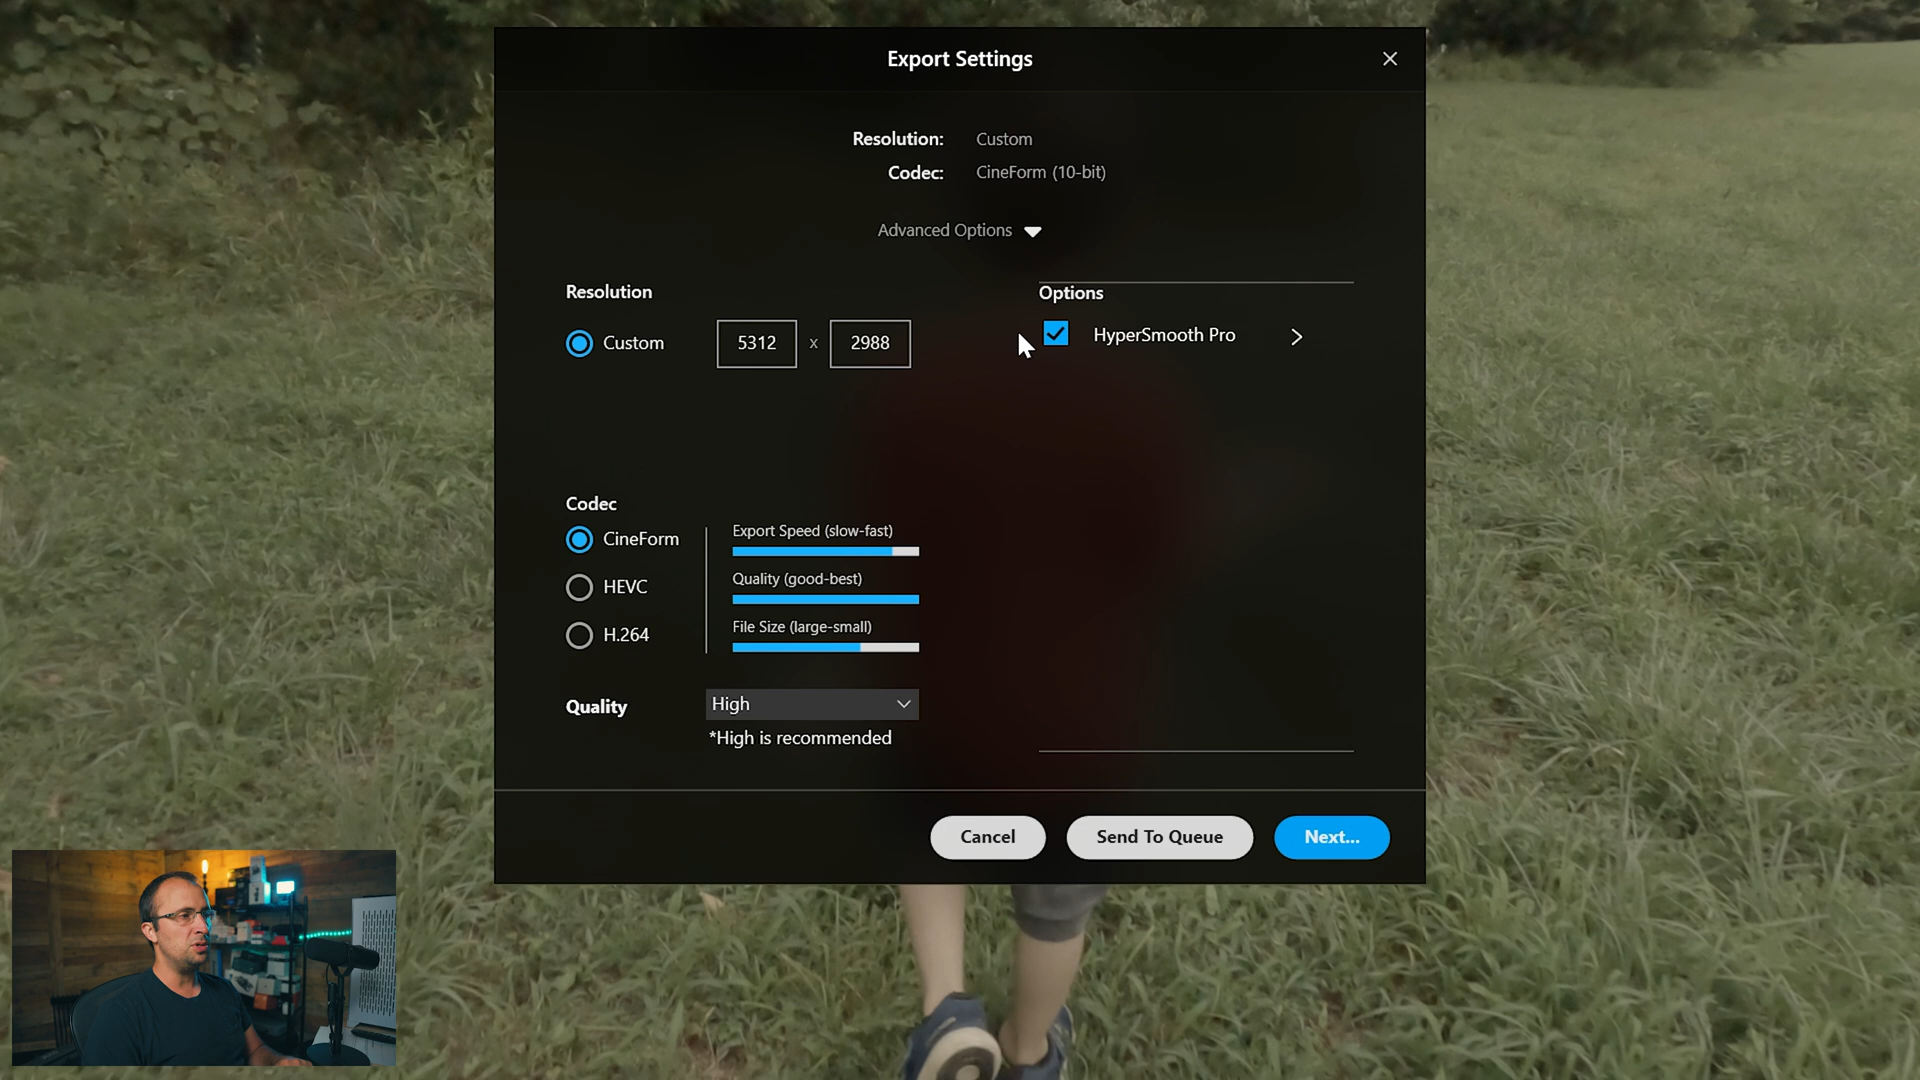 Export Settings
Resolution: Custom
Codec: CineForm (10-bit)
Advanced Options
Resolution
Custom 5312 x 2988
Options
HyperSmooth Pro
Codec
CineForm
HEVC
H.264
Export Speed (slow-fast)
Quality (good-best)
File Size (large-small)
Quality High
*High is recommended
Cancel
Send To Queue
Next...